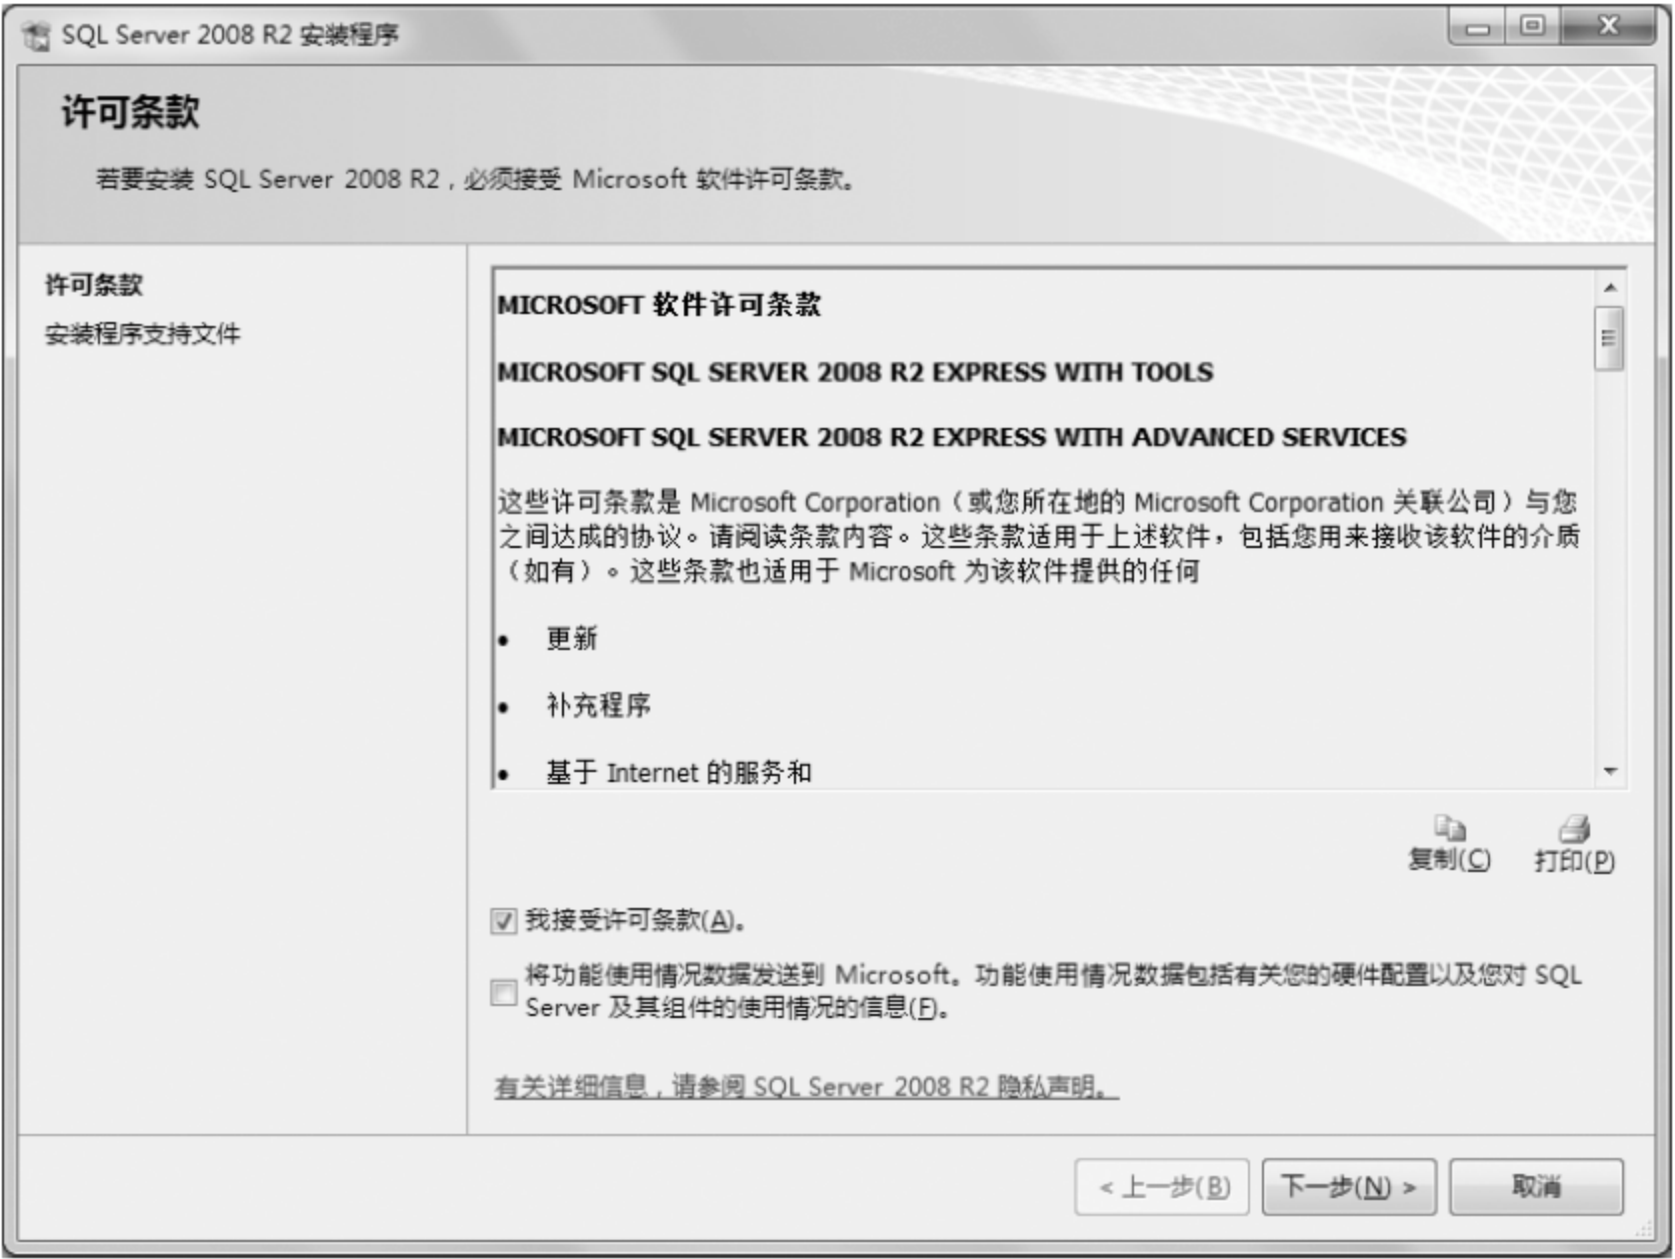 SQL Server 2008 R2 安装程序
许可条款
若要安装 SQL Server 2008 R2，必须接受 Microsoft 软件许可条款。
许可条款
安装程序支持文件
MICROSOFT 软件许可条款
MICROSOFT SQL SERVER 2008 R2 EXPRESS WITH TOOLS
MICROSOFT SQL SERVER 2008 R2 EXPRESS WITH ADVANCED SERVICES
这些许可条款是 Microsoft Corporation（或您所在地的 Microsoft Corporation 关联公司）与您
之间达成的协议。请阅读条款内容。这些条款适用于上述软件，包括您用来接收该软件的介质
（如有）。这些条款也适用于 Microsoft 为该软件提供的任何
• 更新
• 补充程序
• 基于 Internet 的服务和
复制(C)
打印(P)
我接受许可条款(A)。
将功能使用情况数据发送到 Microsoft。功能使用情况数据包括有关您的硬件配置以及您对 SQL
Server 及其组件的使用情况的信息(F)。
有关详细信息，请参阅 SQL Server 2008 R2 隐私声明。
< 上一步(B)
下一步(N) >
取消